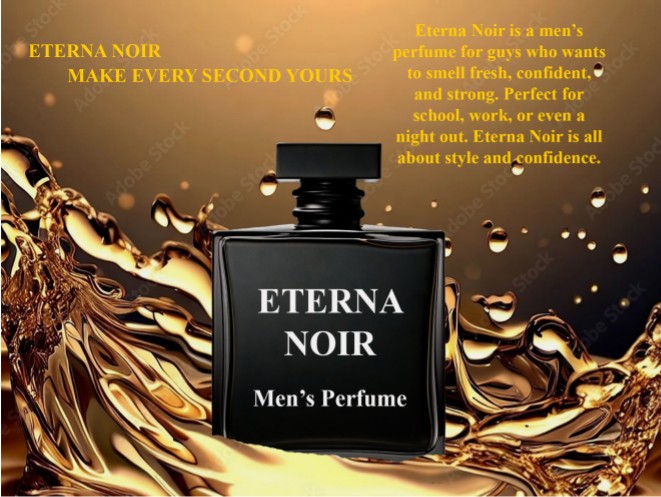 ETERNA NOIR
MAKE EVERY SECOND YOURS
Eterna Noir is a men's
perfume for guys who wants
to smell fresh, confident,
and strong. Perfect for
school, work, or even a
night out. Eterna Noir is all
about style and confidence.
ETERNA
NOIR
Men's Perfume
Adobe Stock